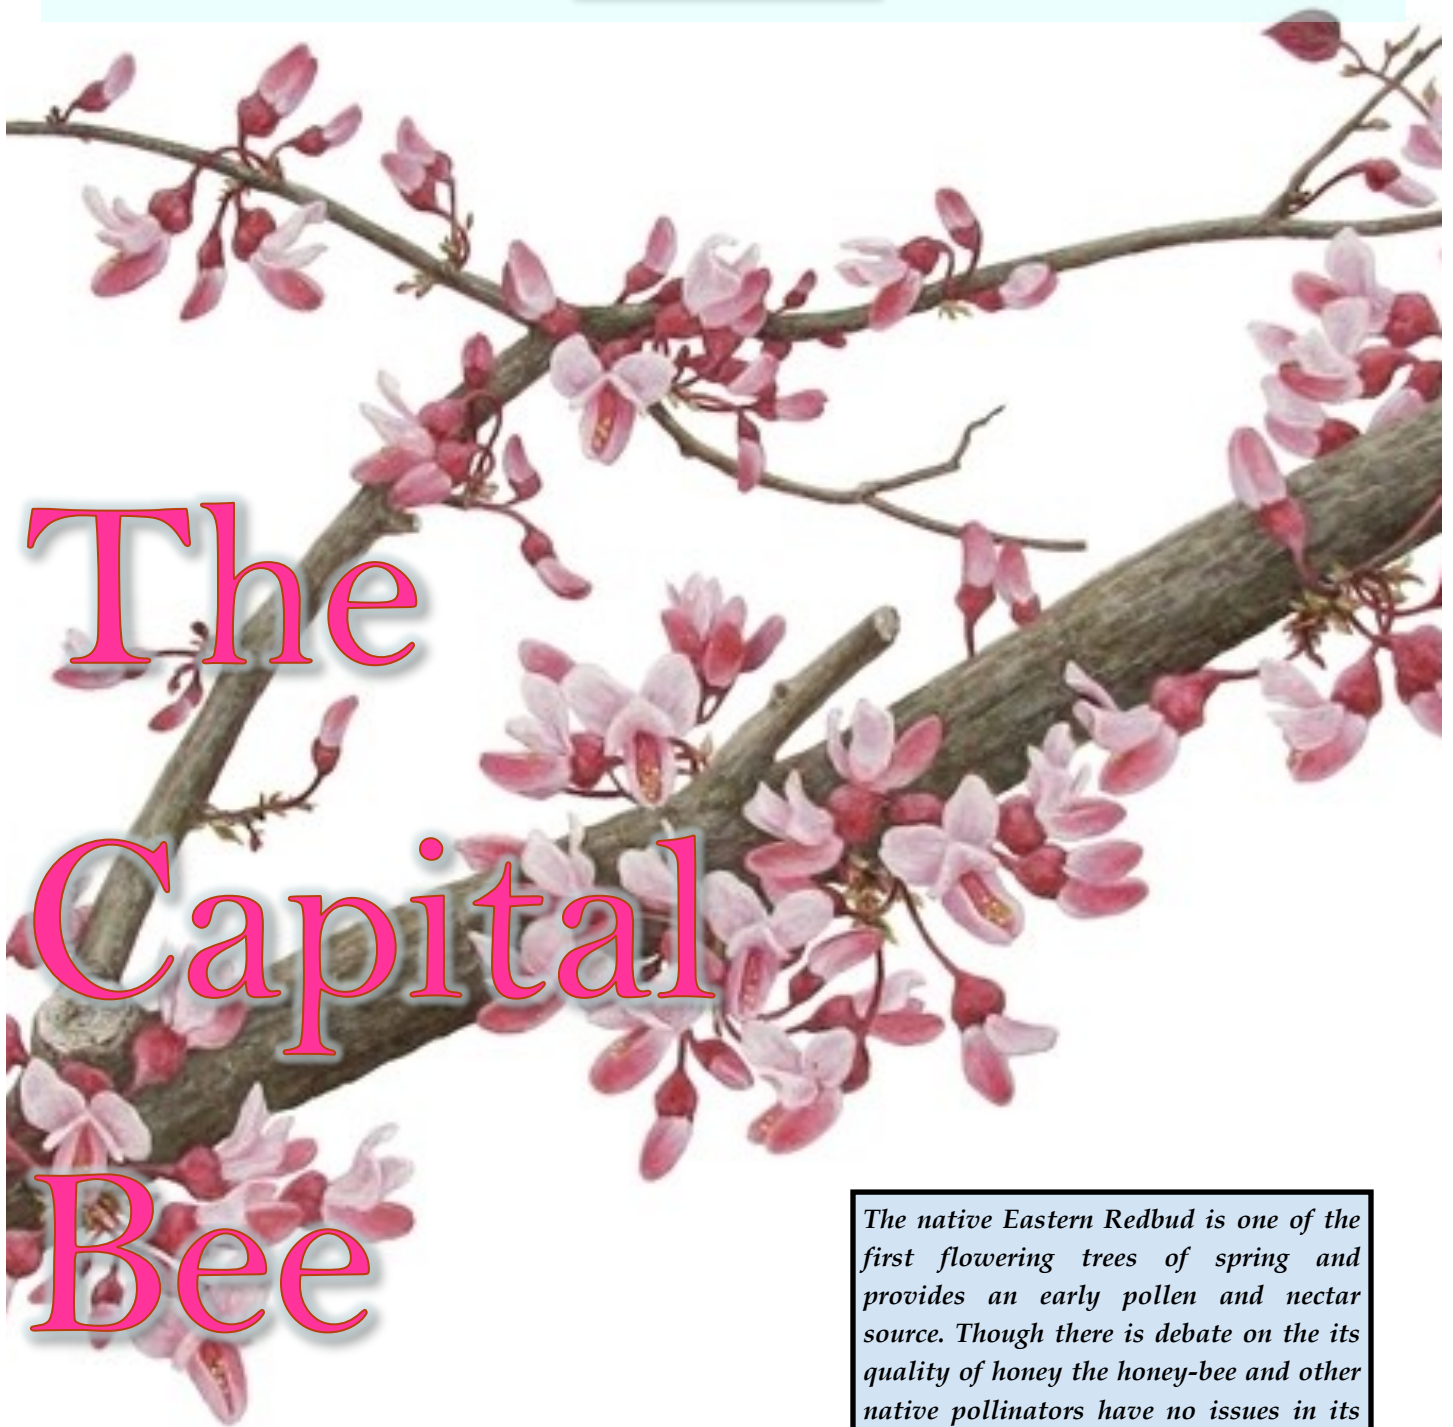 The
Capital
Bee
The native Eastern Redbud is one of the
first flowering trees of spring and
provides an early pollen and nectar
source. Though there is debate on the its
quality of honey the honey-bee and other
native pollinators have no issues in its